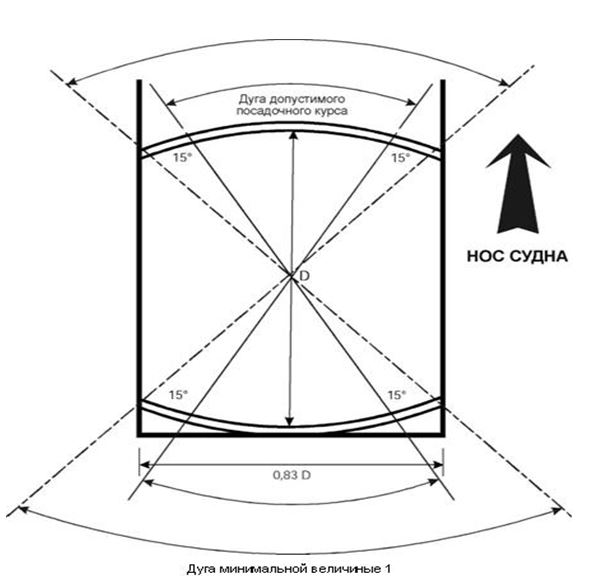 Дуга допустимого
посадочного курса
15°
15°
D
НОС СУДНА
15°
15°
0,83 D
Дуга минимальной величиные 1